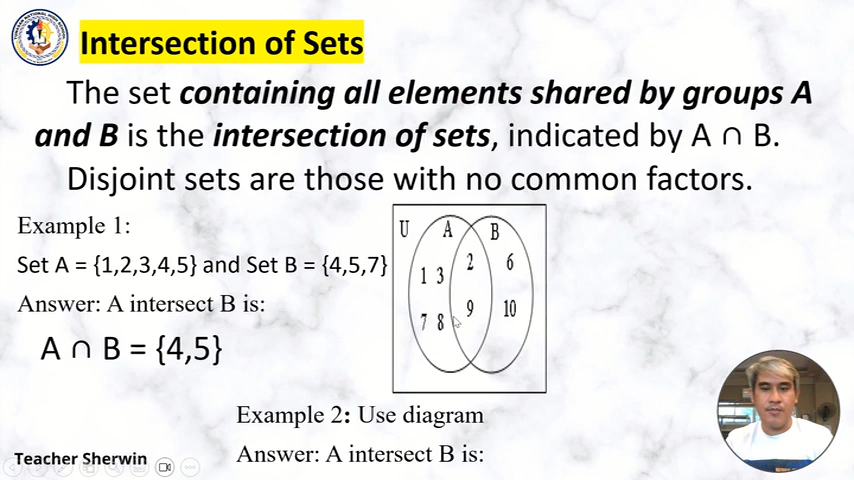 Intersection of Sets
The set containing all elements shared by groups A
and B is the intersection of sets, indicated by A ∩ B.
Disjoint sets are those with no common factors.
Example 1:
Set A = {1,2,3,4,5} and Set B = {4,5,7}
Answer: A intersect B is:
A ∩ B = {4,5}
U A B
1 3 2 6
7 8 9 10
Example 2: Use diagram
Answer: A intersect B is:
Teacher Sherwin